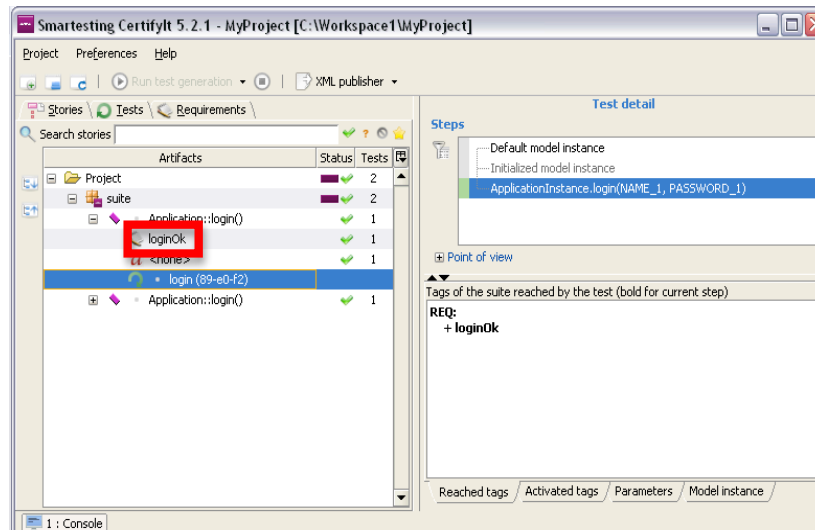 Smartesting CertifyIt 5.2.1 - MyProject [C:\Workspace1\MyProject]
Project Preferences Help
Run test generation XML publisher
Stories Tests Requirements
Search stories
Artifacts Status Tests
Project 2
suite 2
Application::login() 1
loginOk 1
<none> 1
login (89-e0-f2)
Application::login() 1
Test detail
Steps
Default model instance
Initialized model instance
ApplicationInstance.login(NAME_1, PASSWORD_1)
Point of view
Tags of the suite reached by the test (bold for current step)
REQ:
+ loginOk
Reached tags Activated tags Parameters Model instance
1 : Console